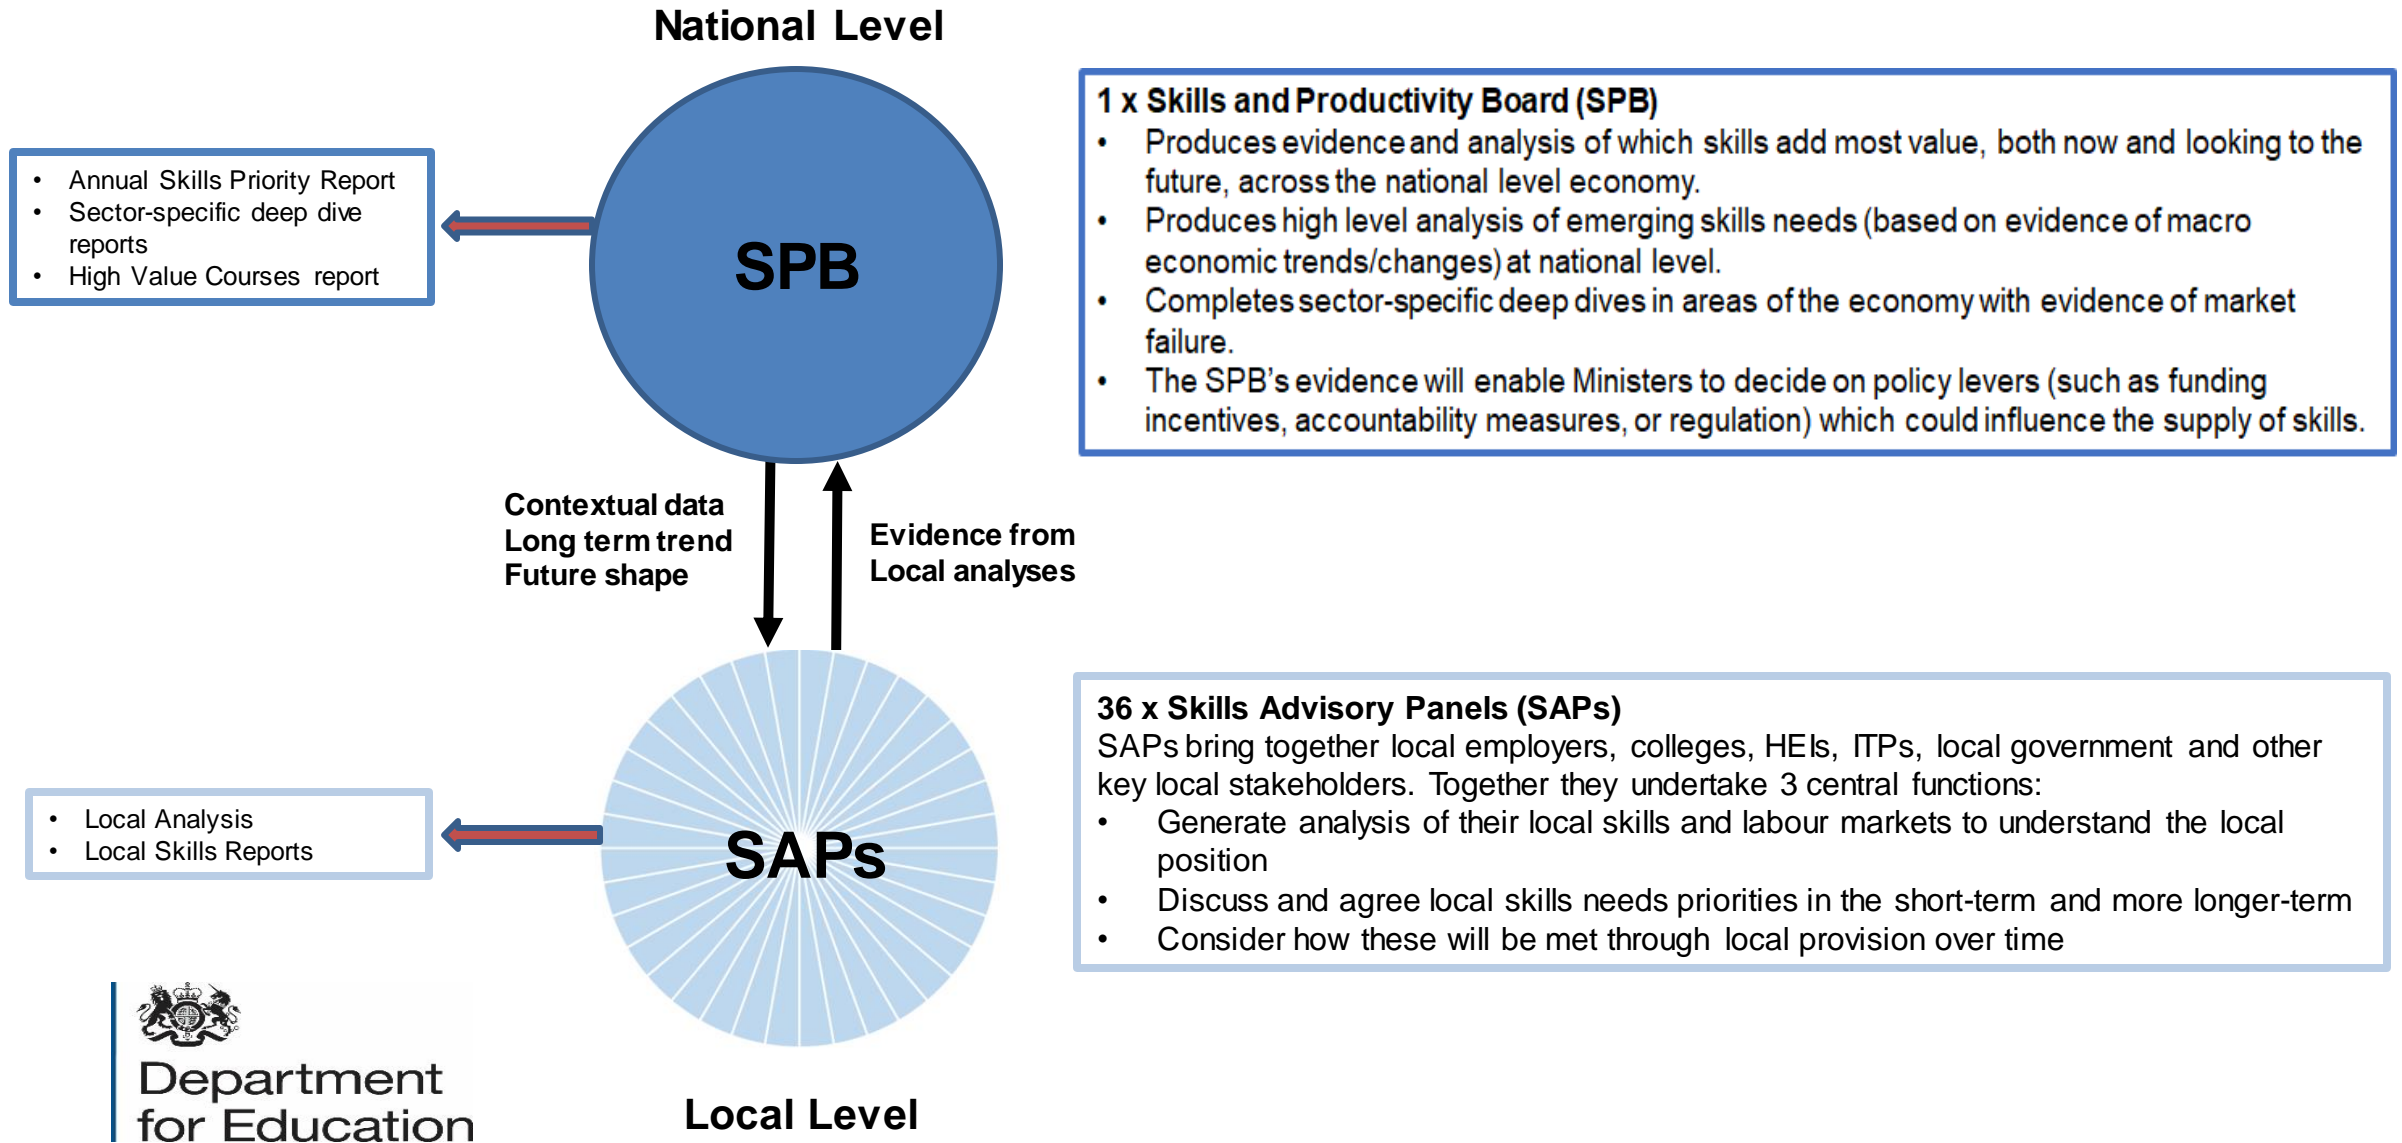 National Level
• Annual Skills Priority Report
• Sector-specific deep dive
reports
• High Value Courses report
SPB
1 x Skills and Productivity Board (SPB)
• Produces evidence and analysis of which skills add most value, both now and looking to the
future, across the national level economy.
• Produces high level analysis of emerging skills needs (based on evidence of macro
economic trends/changes) at national level.
• Completes sector-specific deep dives in areas of the economy with evidence of market
failure.
• The SPB's evidence will enable Ministers to decide on policy levers (such as funding
incentives, accountability measures, or regulation) which could influence the supply of skills.
Contextual data
Long term trend
Future shape
Evidence from
Local analyses
• Local Analysis
• Local Skills Reports
SAPs
36 x Skills Advisory Panels (SAPs)
SAPs bring together local employers, colleges, HEIs, ITPs, local government and other
key local stakeholders. Together they undertake 3 central functions:
• Generate analysis of their local skills and labour markets to understand the local
position
• Discuss and agree local skills needs priorities in the short-term and more longer-term
• Consider how these will be met through local provision over time
Department
for Education
Local Level